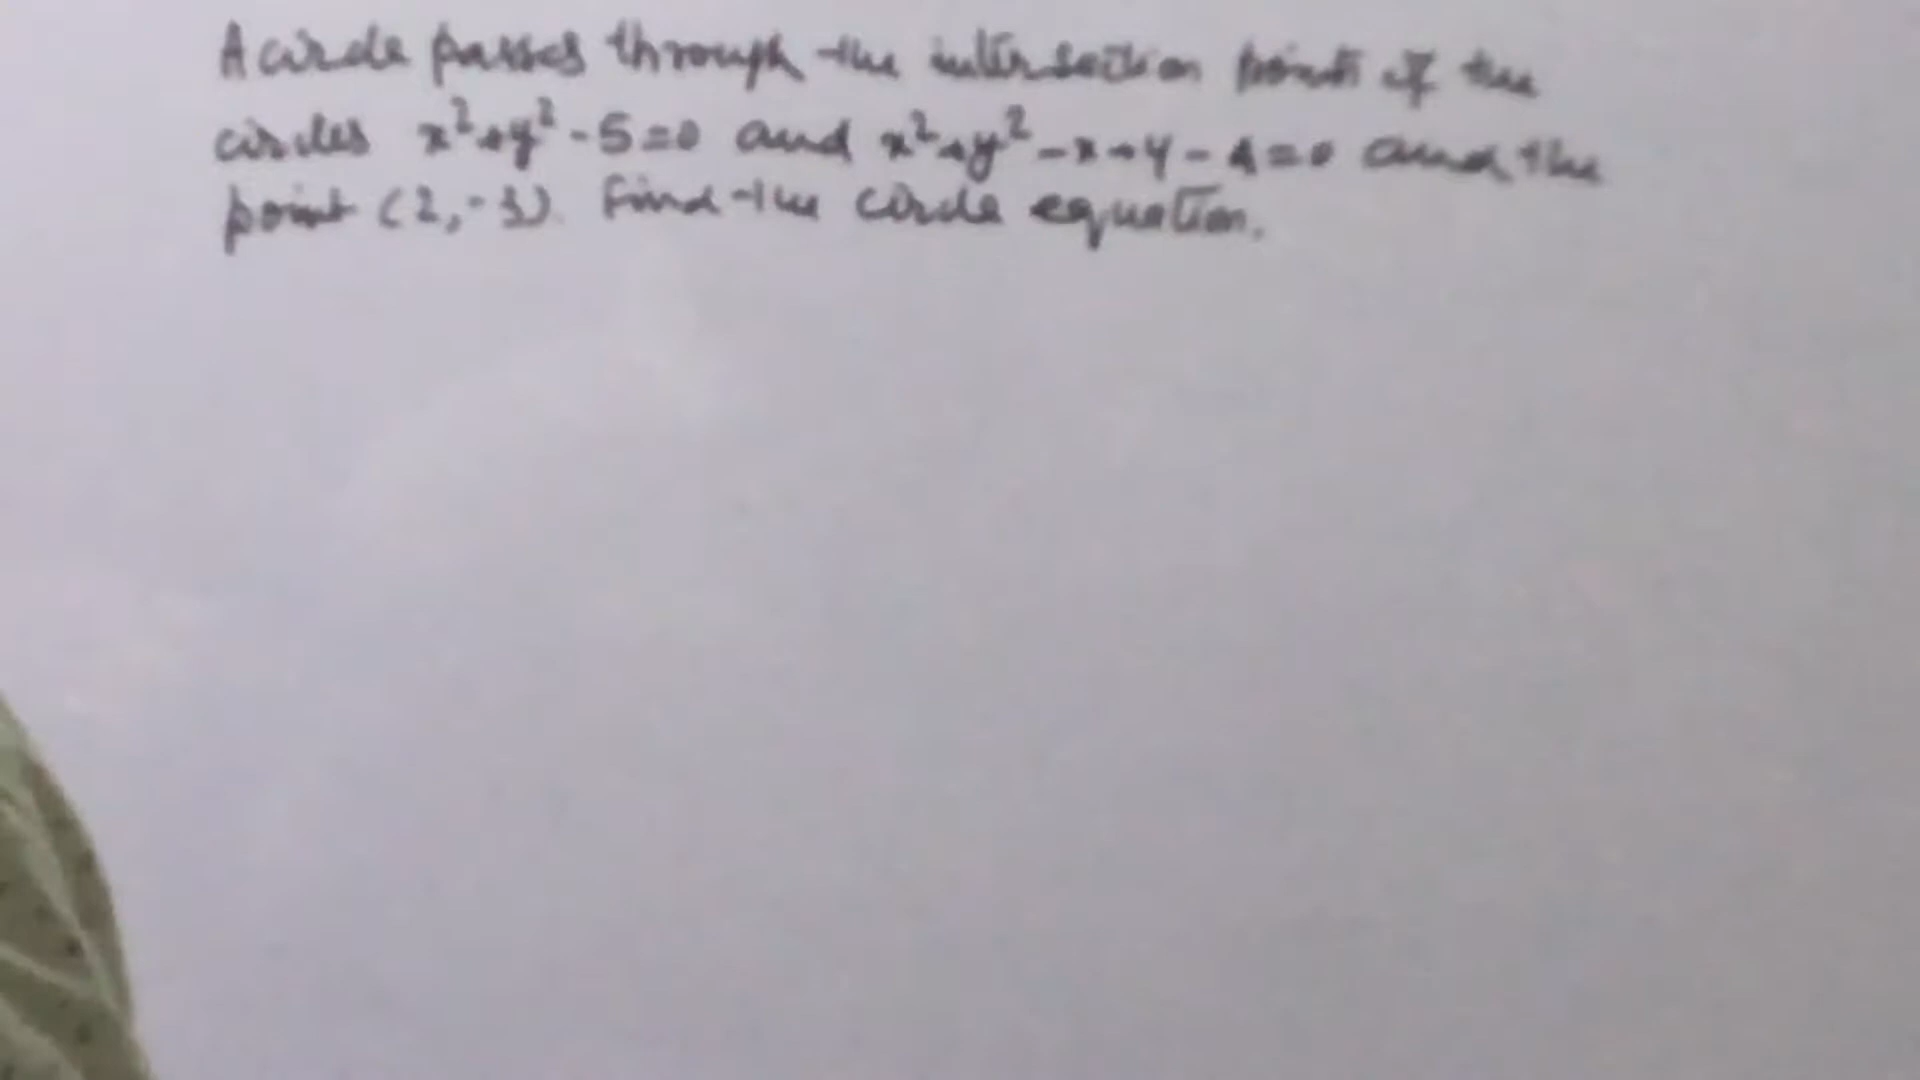 A circle passes through the intersection points of the
circles x²+y²-5=0 and x²+y²-x+y-4=0 and the
point (2,-3). Find the circle equation.